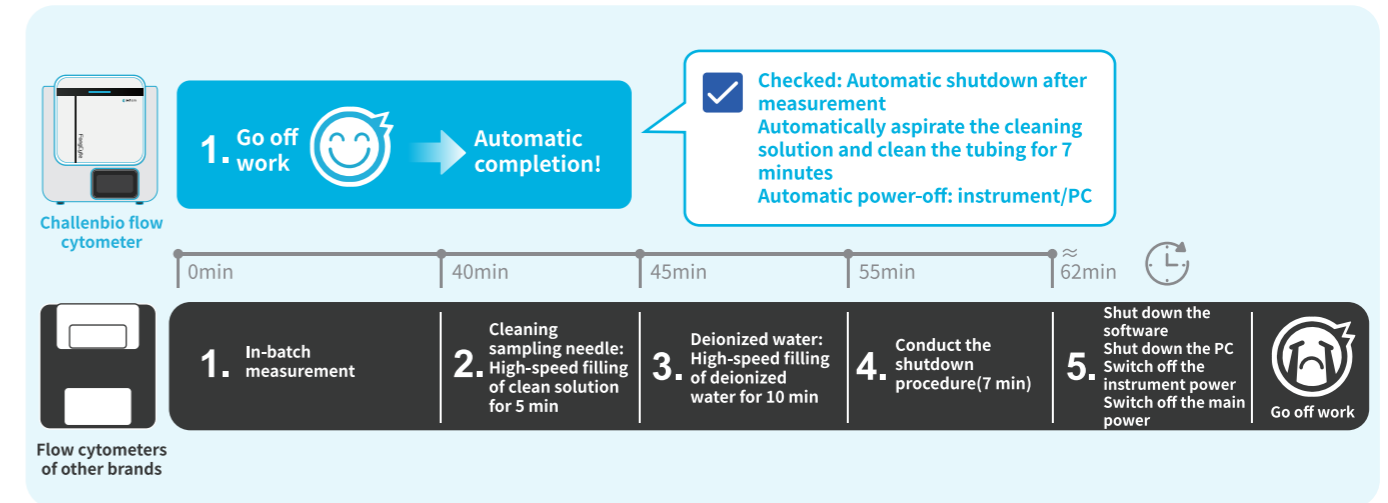 1.
Go off
work
Automatic
completion!
Checked: Automatic shutdown after
measurement
Automatically aspirate the cleaning
solution and clean the tubing for 7
minutes
Automatic power-off: instrument/PC
Challenbio flow
cytometer
0min
40min
45min
55min
≈
62min
1.
In-batch
measurement
2.
Cleaning
sampling needle:
High-speed filling
of clean solution
for 5 min
3.
Deionized water:
High-speed filling
of deionized
water for 10 min
4.
Conduct the
shutdown
procedure(7 min)
5.
Shut down the
software
Shut down the PC
Switch off the
instrument power
Switch off the main
power
Go off work
Flow cytometers
of other brands